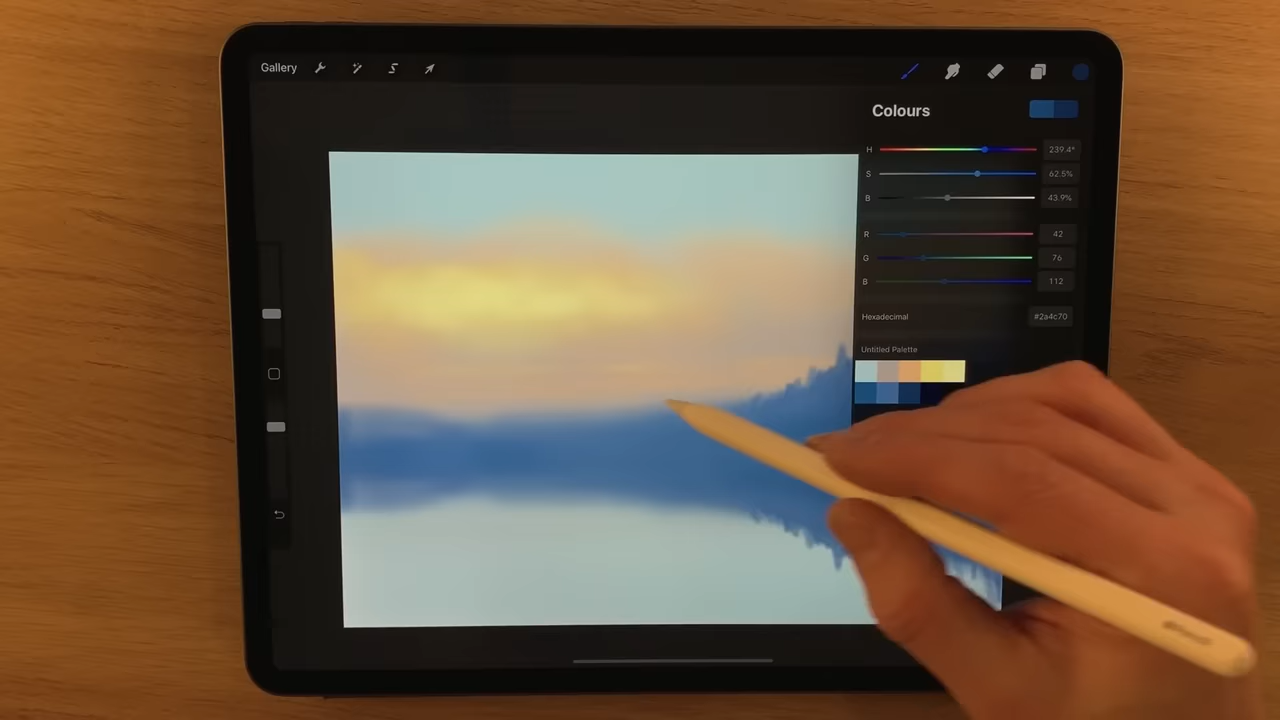 Gallery
Colours
H 239.4°
S 62.5%
B 43.9%
R 42
G 76
B 112
Hexadecimal #2a4c70
Untitled Palette